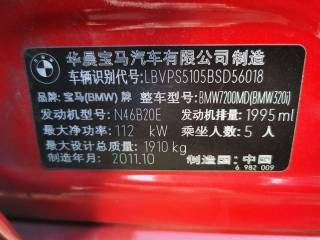 华晨宝马汽车有限公司 制造
车辆识别代号:LBVPS5105BSD56018
品牌:宝马(BMW)牌 整车型号:BMW7200MD(BMW320i)
发动机型号:N46B20E 发动机排量:1995 ml
最大净功率:112 kW 乘坐人数:5 人
最大设计总质量:1910 kg
制造年月:2011.10 制造国:中国
6 982 009